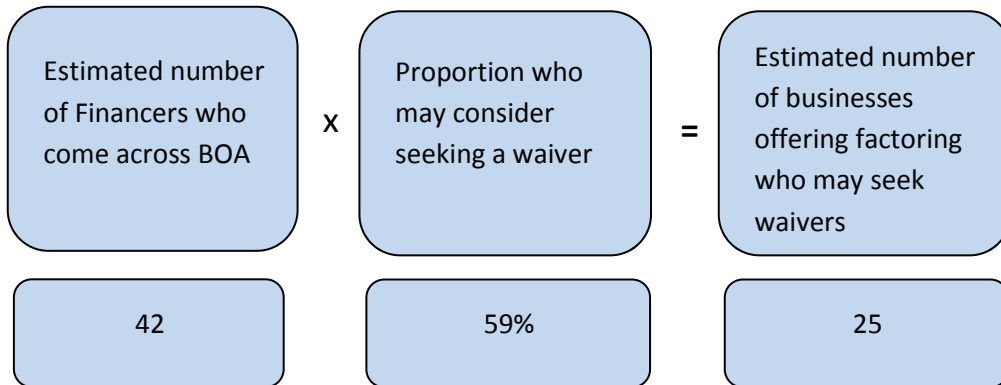 Estimated number
of Financers who
come across BOA
x
Proportion who
may consider
seeking a waiver
=
Estimated number
of businesses
offering factoring
who may seek
waivers
42
59%
25